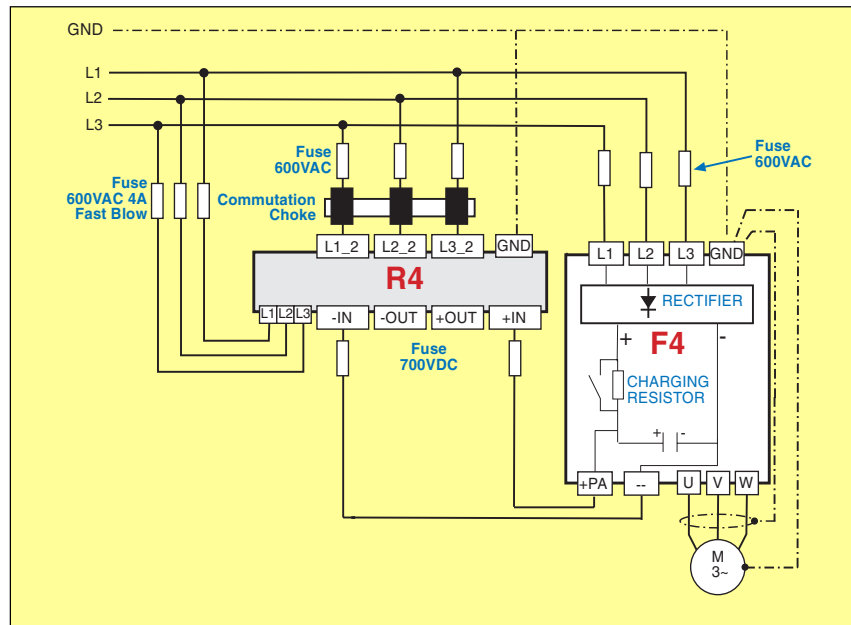 GND
L1
L2
L3
Fuse
600VAC
Fuse
600VAC
Fuse
600VAC 4A
Fast Blow
Commutation
Choke
L1_2
L2_2
L3_2
GND
L1
L2
L3
GND
R4
RECTIFIER
L1
L2
L3
-IN
-OUT
+OUT
+IN
+
F4
-
Fuse
700VDC
CHARGING
RESISTOR
+
-
+PA
--
U
V
W
M
3~